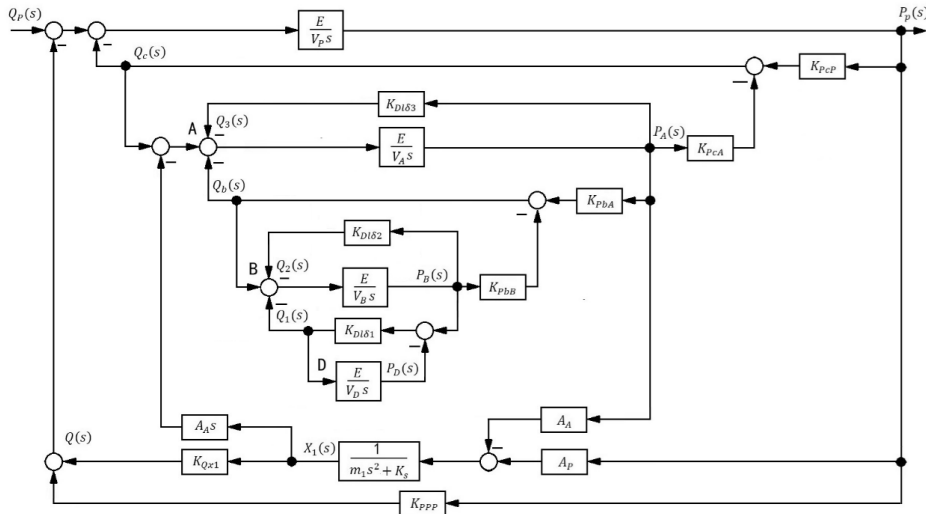 Q_P(s)
P_p(s)
E
V_P s
Q_c(s)
K_PcP
K_Dlδ3
Q_3(s)
A
P_A(s)
E
V_A s
K_PcA
Q_b(s)
K_PbA
K_Dlδ2
B
Q_2(s)
P_B(s)
E
V_B s
K_PbB
Q_1(s)
K_Dlδ1
D
P_D(s)
E
V_D s
A_A s
A_A
Q(s)
X_1(s)
K_Qx1
1
m_1s^2 + K_s
A_P
K_PPP